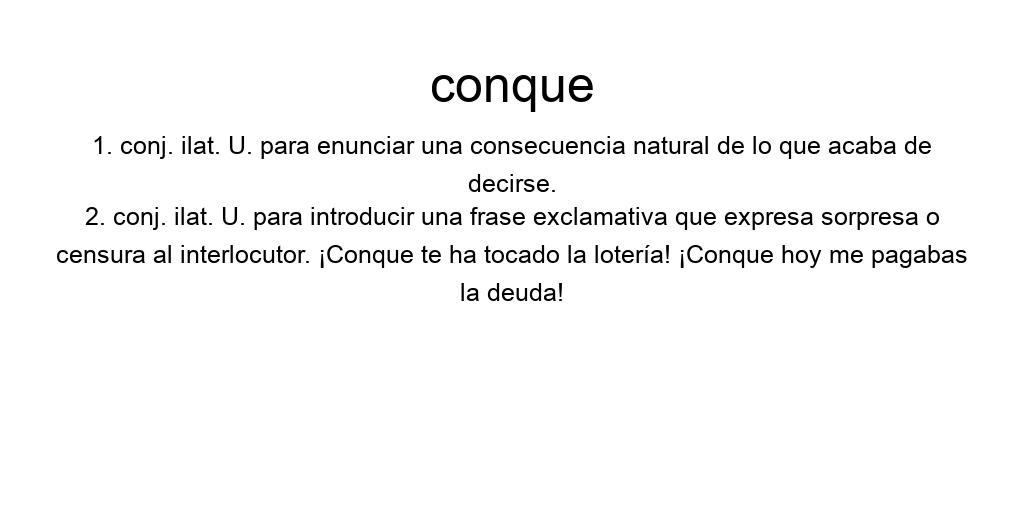 conque
1. conj. ilat. U. para enunciar una consecuencia natural de lo que acaba de
decirse.
2. conj. ilat. U. para introducir una frase exclamativa que expresa sorpresa o
censura al interlocutor. ¡Conque te ha tocado la lotería! ¡Conque hoy me pagabas
la deuda!